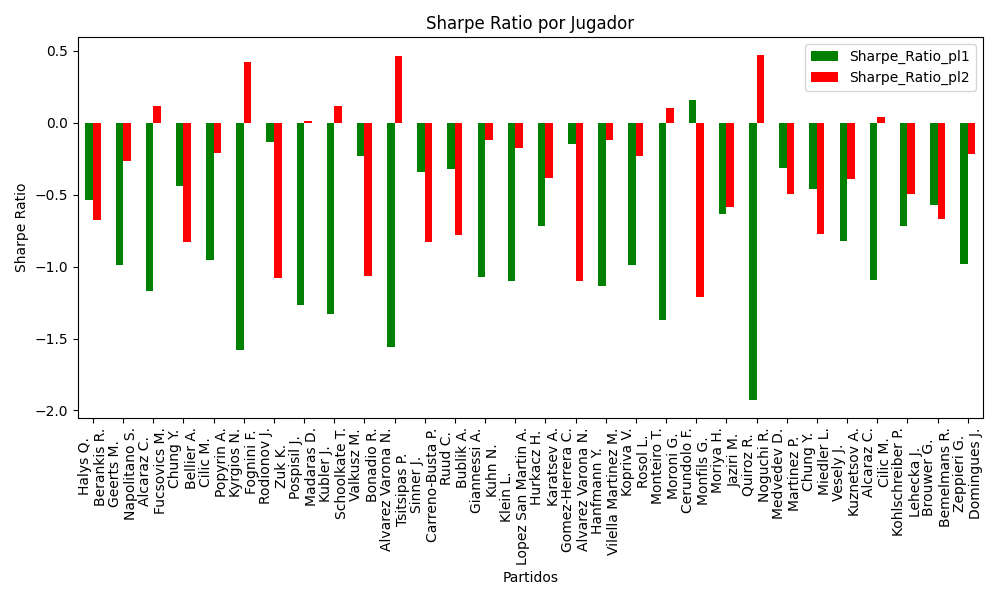 Sharpe Ratio por Jugador
Sharpe_Ratio_pl1
Sharpe_Ratio_pl2
Sharpe Ratio
0.5
0.0
−0.5
−1.0
−1.5
−2.0
Halys Q.
Berankis R.
Geerts M.
Napolitano S.
Alcaraz C.
Fucsovics M.
Chung Y.
Bellier A.
Cilic M.
Popyrin A.
Kyrgios N.
Fognini F.
Rodionov J.
Zuk K.
Pospisil J.
Madaras D.
Kubler J.
Schoolkate T.
Valkusz M.
Bonadio R.
Alvarez Varona N.
Tsitsipas P.
Sinner J.
Carreno-Busta P.
Ruud C.
Bublik A.
Giannessi A.
Kuhn N.
Klein L.
Lopez San Martin A.
Hurkacz H.
Karatsev A.
Gomez-Herrera C.
Alvarez Varona N.
Hanfmann Y.
Vilella Martinez M.
Kopriva V.
Rosol L.
Monteiro T.
Moroni G.
Cerundolo F.
Monfils G.
Moriya H.
Jaziri M.
Quiroz R.
Noguchi R.
Medvedev D.
Martinez P.
Chung Y.
Miedler L.
Vesely J.
Kuznetsov A.
Alcaraz C.
Cilic M.
Kohlschreiber P.
Lehecka J.
Brouwer G.
Bemelmans R.
Zeppieri G.
Domingues J.
Partidos